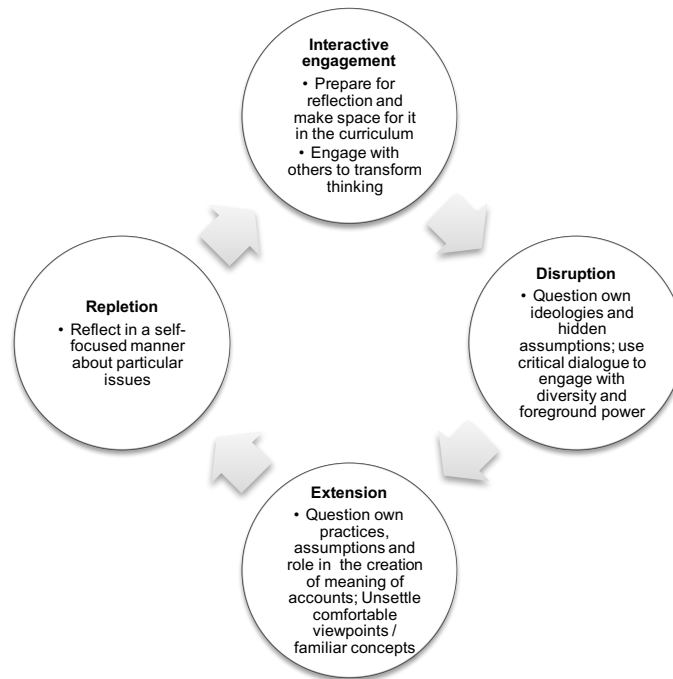 Interactive
engagement
• Prepare for
reflection and
make space for it
in the curriculum
• Engage with
others to transform
thinking
Disruption
• Question own
ideologies and
hidden
assumptions; use
critical dialogue to
engage with
diversity and
foreground power
Extension
• Question own
practices,
assumptions and
role in the creation
of meaning of
accounts; Unsettle
comfortable
viewpoints /
familiar concepts
Repletion
• Reflect in a self-
focused manner
about particular
issues